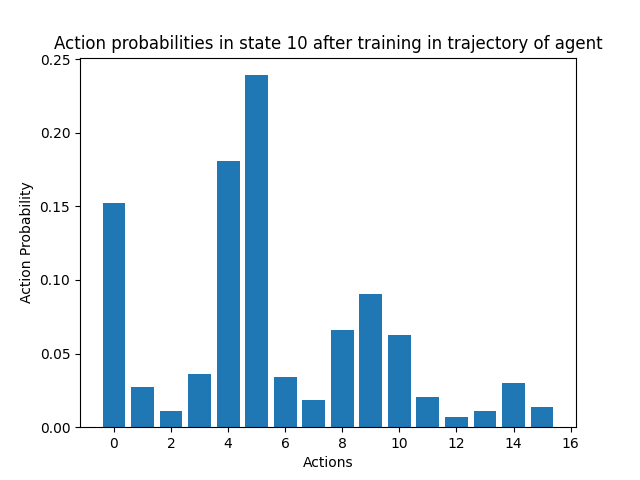 Action probabilities in state 10 after training in trajectory of agent
0.25
0.20
0.15
0.10
0.05
0.00
Action Probability
0 2 4 6 8 10 12 14 16
Actions